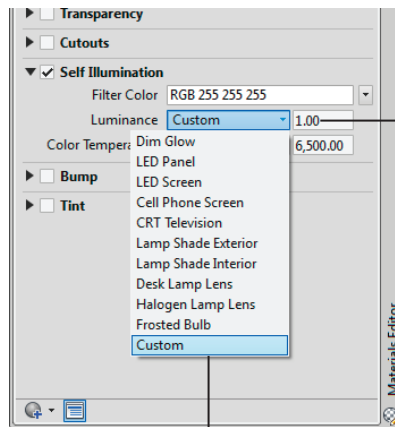 Transparency
Cutouts
Self Illumination
Filter Color RGB 255 255 255
Luminance Custom 1.00
Color Tempera 6,500.00
Dim Glow
LED Panel
LED Screen
Bump
Cell Phone Screen
Tint
CRT Television
Lamp Shade Exterior
Lamp Shade Interior
Desk Lamp Lens
Halogen Lamp Lens
Frosted Bulb
Custom
Materials Editor